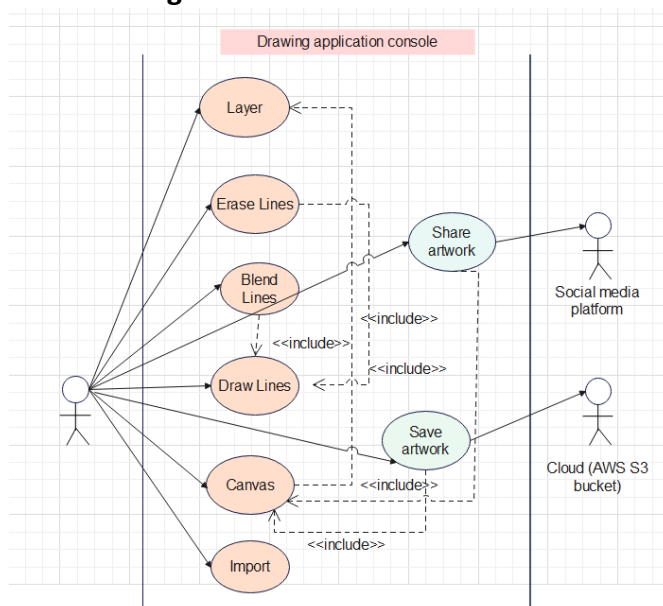 Drawing application console
Layer
Erase Lines
Share
artwork
Blend
Lines
Social media
platform
<<include>>
<<include>>
<<include>>
Draw Lines
Save
artwork
Cloud (AWS S3
bucket)
Canvas
<<include>>
<<include>>
Import